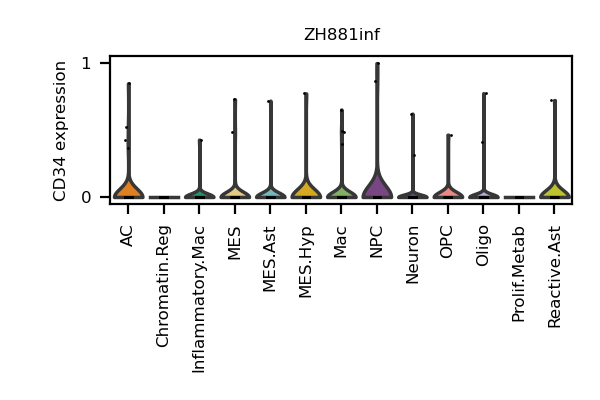 ZH881inf
CD34 expression
1
0
AC
Chromatin.Reg
Inflammatory.Mac
MES
MES.Ast
MES.Hyp
Mac
NPC
Neuron
OPC
Oligo
Prolif.Metab
Reactive.Ast